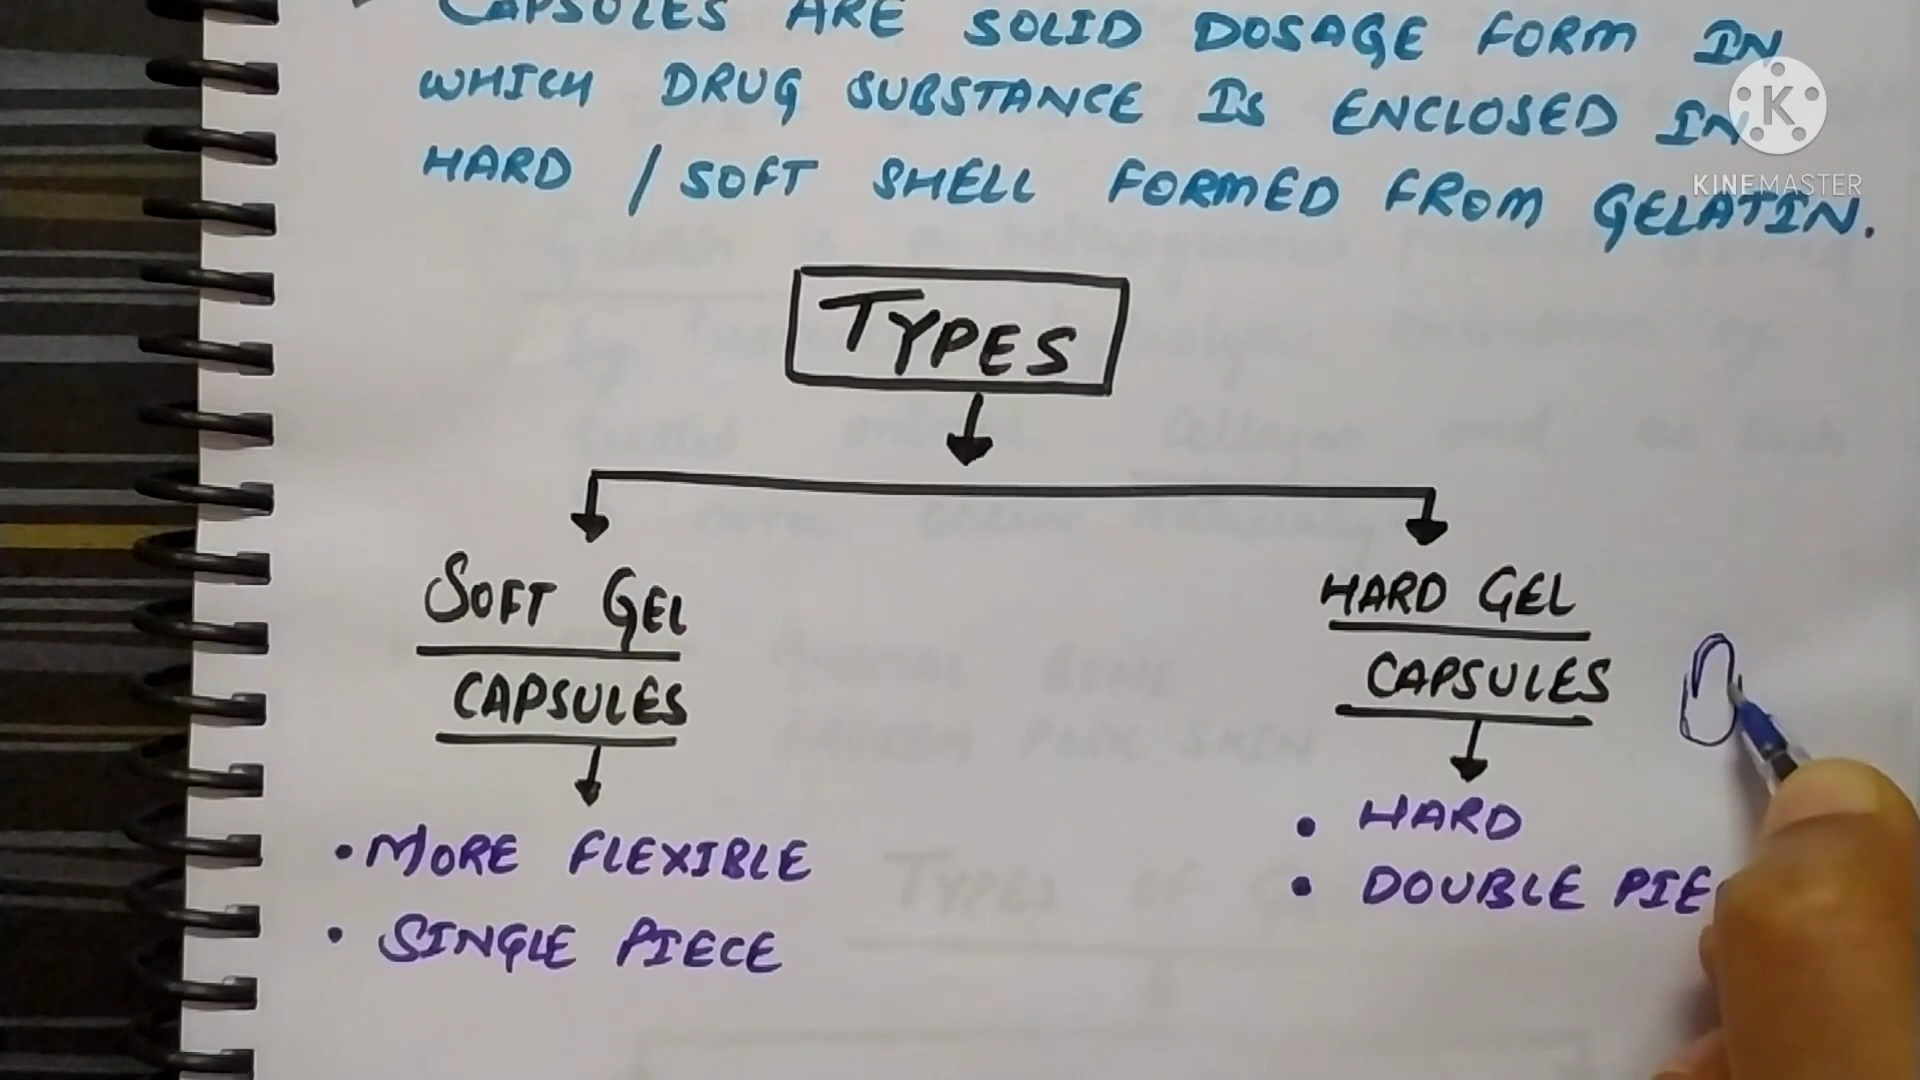 CAPSULES ARE SOLID DOSAGE FORM IN
WHICH DRUG SUBSTANCE IS ENCLOSED IN
HARD / SOFT SHELL FORMED FROM GELATIN.
K
KINEMASTER
TYPES
SOFT GEL
CAPSULES
• MORE FLEXIBLE
• SINGLE PIECE
HARD GEL
CAPSULES
• HARD
• DOUBLE PIE